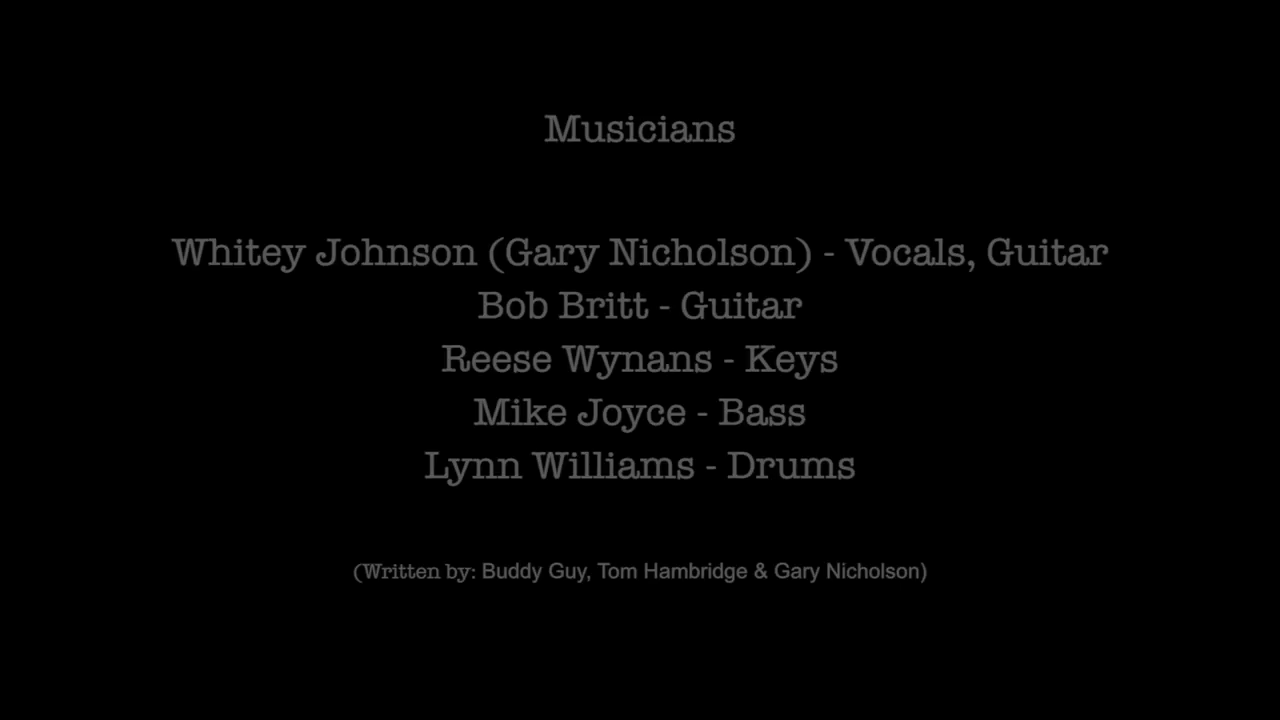 Musicians
Whitey Johnson (Gary Nicholson) - Vocals, Guitar
Bob Britt - Guitar
Reese Wynans - Keys
Mike Joyce - Bass
Lynn Williams - Drums
(Written by: Buddy Guy, Tom Hambridge & Gary Nicholson)